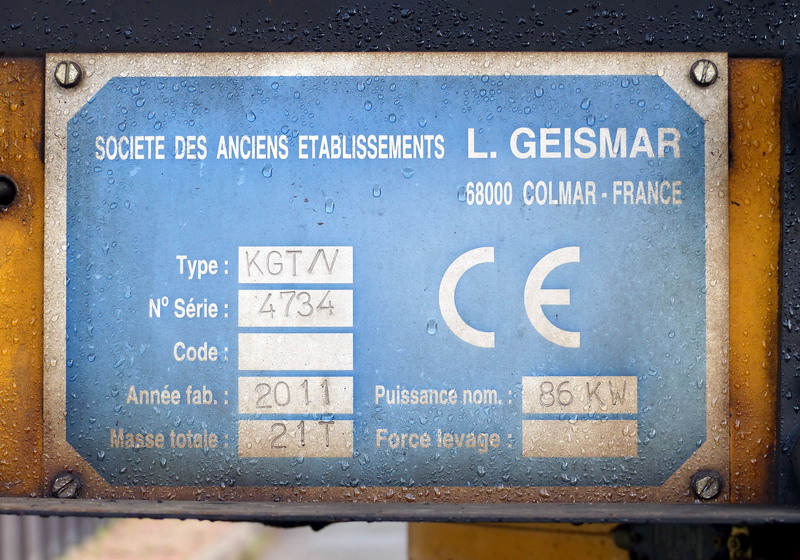 SOCIETE DES ANCIENS ETABLISSEMENTS L. GEISMAR
68000 COLMAR - FRANCE
Type : KGT/V
N° Série : 4734
CE
Code :
Année fab. : 2011 Puissance nom. : 86 KW
Masse totale : 21T Force levage :